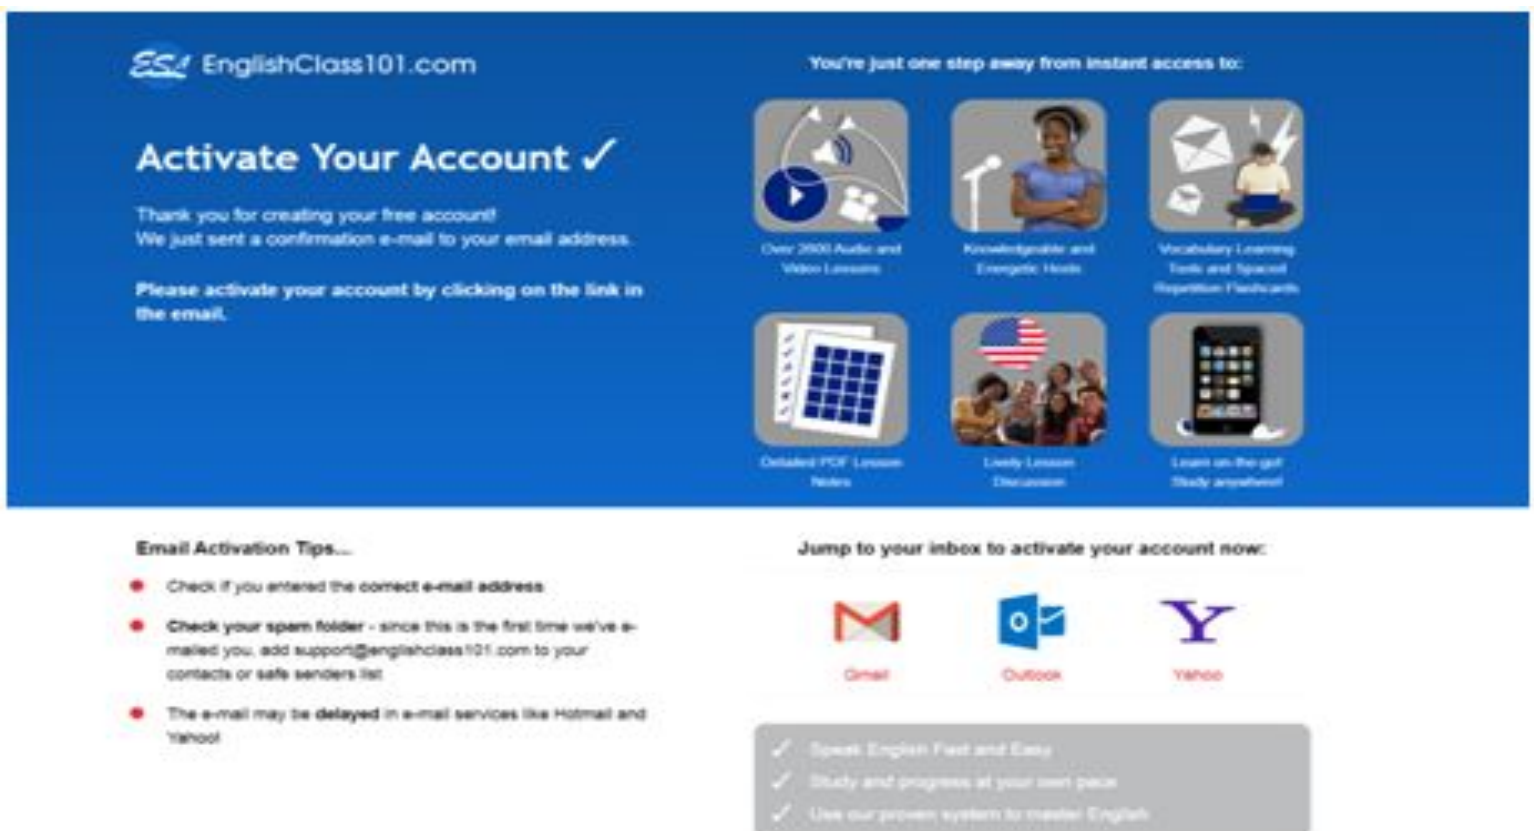 ESL EnglishClass101.com
Activate Your Account ✓
Thank you for creating your free account!
We just sent a confirmation e-mail to your email address.
Please activate your account by clicking on the link in
the email.
You're just one step away from instant access to:
Over 2600 Audio and
Video Lessons
Knowledgeable and
Energetic Hosts
Vocabulary Learning
Tools and Spaced
Repetition Flashcards
Detailed PDF Lesson
Notes
Lively Lesson
Discussion
Learn on-the-go!
Study anywhere!
Email Activation Tips...
Check if you entered the correct e-mail address
Check your spam folder - since this is the first time we've e-
mailed you, add support@englishclass101.com to your
contacts or safe senders list
The e-mail may be delayed in e-mail services like Hotmail and
Yahoo!
Jump to your inbox to activate your account now:
Gmail
Outlook
Yahoo
✓ Speak English Fast and Easy
✓ Study and progress at your own pace
✓ Use our proven system to master English